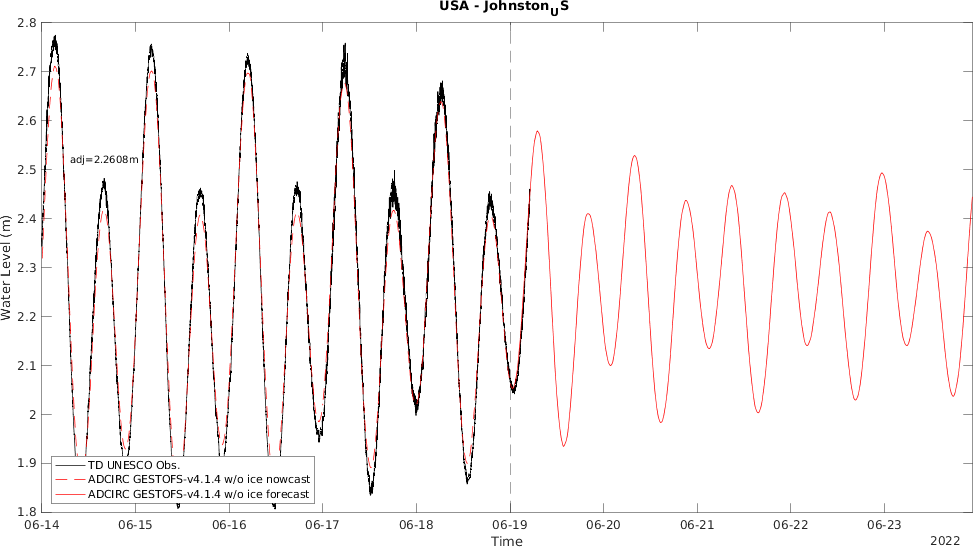 USA - Johnston_US
2.8
2.7
2.6
2.5
2.4
2.3
2.2
2.1
2
1.9
1.8
Water Level (m)
adj=2.2608m
TD UNESCO Obs.
ADCIRC GESTOFS-v4.1.4 w/o ice nowcast
ADCIRC GESTOFS-v4.1.4 w/o ice forecast
06-14 06-15 06-16 06-17 06-18 06-19 06-20 06-21 06-22 06-23
Time
2022